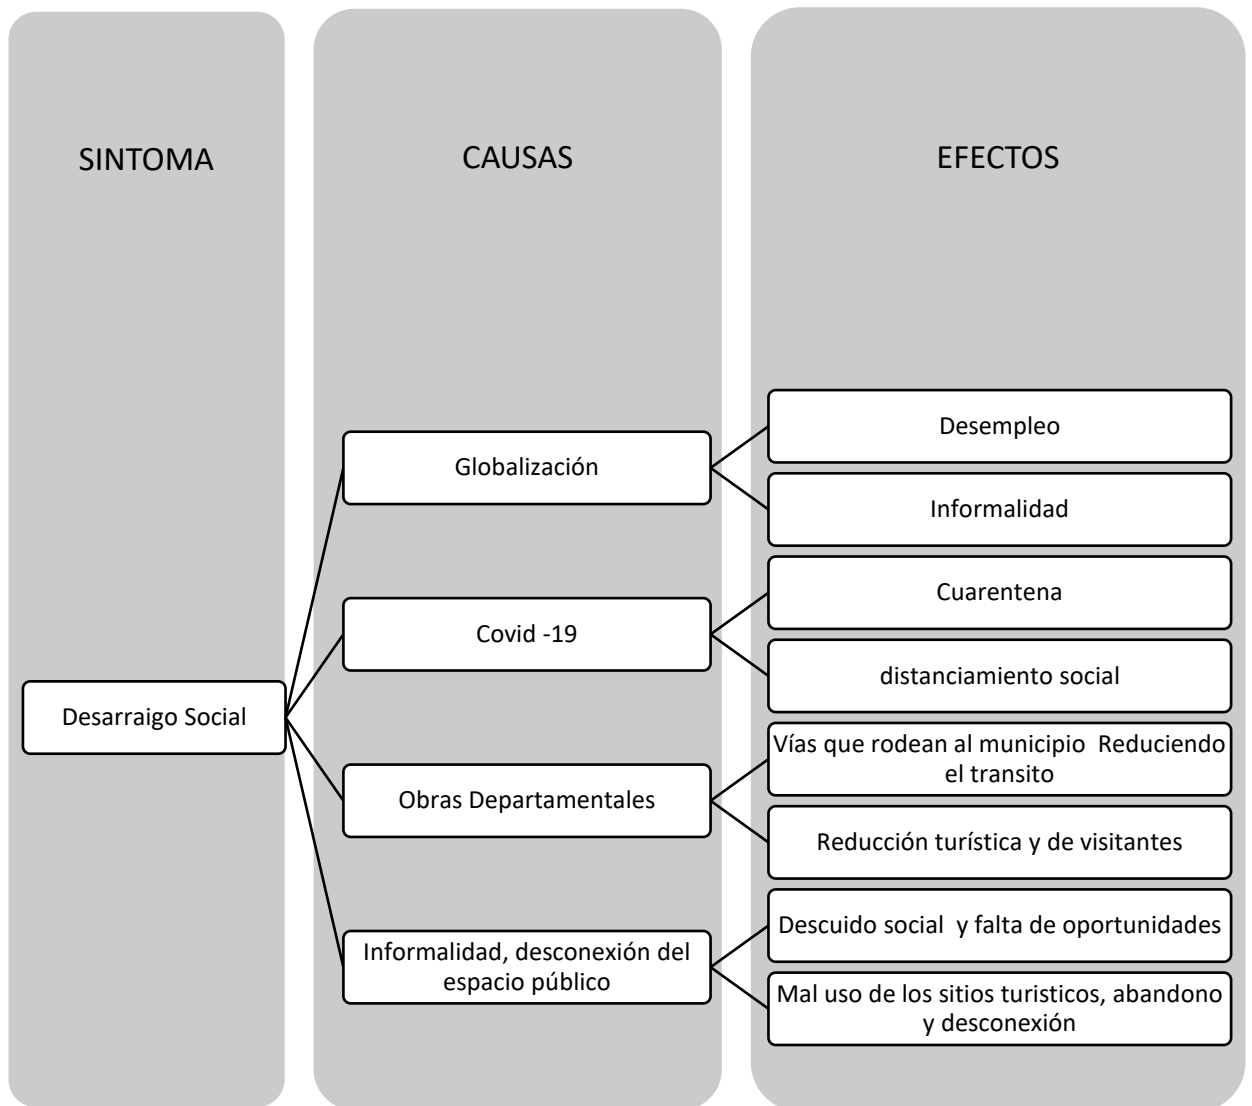 SINTOMA
CAUSAS
EFECTOS
Desarraigo Social
Globalización
Desempleo
Informalidad
Covid -19
Cuarentena
distanciamiento social
Obras Departamentales
Vías que rodean al municipio  Reduciendo
el transito
Reducción turística y de visitantes
Informalidad, desconexión del
espacio público
Descuido social  y falta de oportunidades
Mal uso de los sitios turisticos, abandono
y desconexión